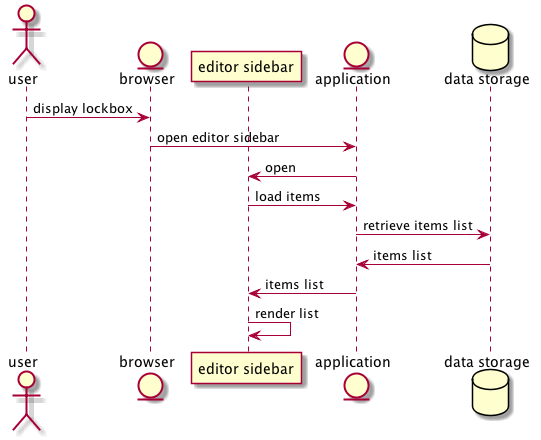 user
browser
editor sidebar
application
data storage
display lockbox
open editor sidebar
open
load items
retrieve items list
items list
items list
render list
user
browser
editor sidebar
application
data storage